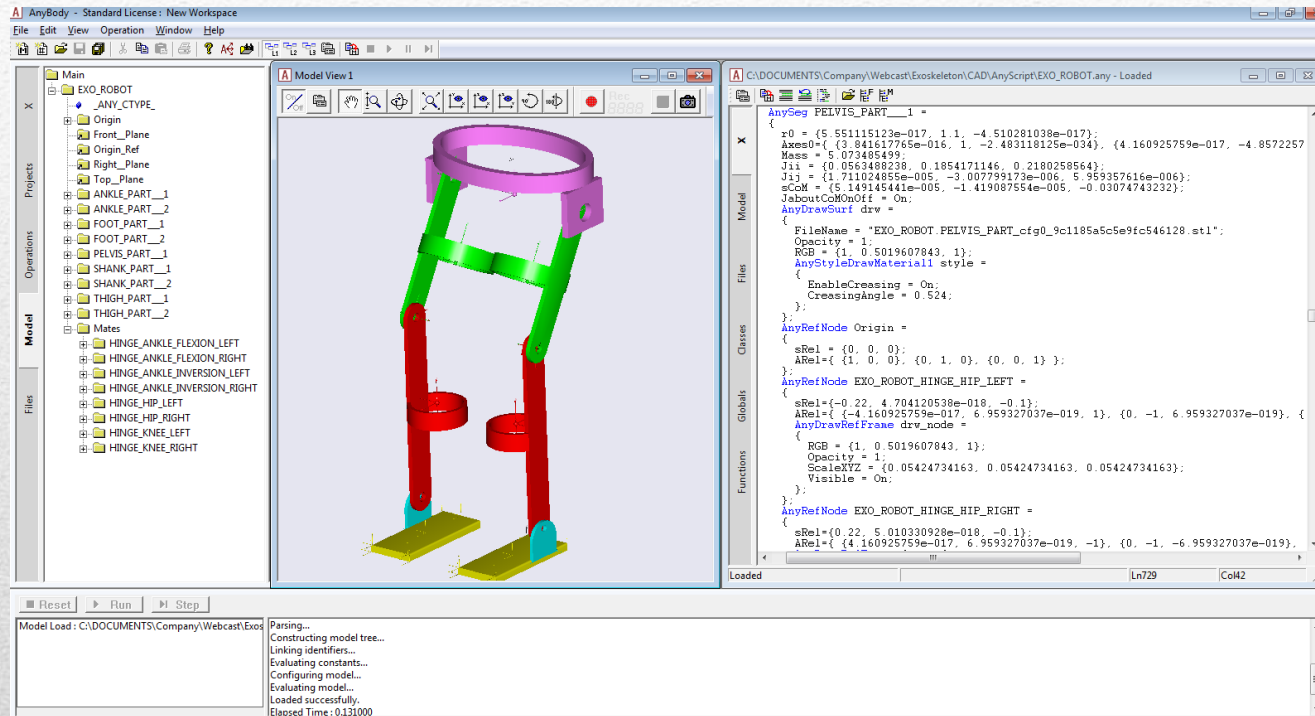 AnyBody - Standard License : New Workspace
File Edit View Operation Window Help
Projects
Operations
Model
Files
Main
EXO_ROBOT
_ANY_CTYPE_
Origin
Front__Plane
Origin_Ref
Right__Plane
Top__Plane
ANKLE_PART__1
ANKLE_PART__2
FOOT_PART__1
FOOT_PART__2
PELVIS_PART__1
SHANK_PART__1
SHANK_PART__2
THIGH_PART__1
THIGH_PART__2
Mates
HINGE_ANKLE_FLEXION_LEFT
HINGE_ANKLE_FLEXION_RIGHT
HINGE_ANKLE_INVERSION_LEFT
HINGE_ANKLE_INVERSION_RIGHT
HINGE_HIP_LEFT
HINGE_HIP_RIGHT
HINGE_KNEE_LEFT
HINGE_KNEE_RIGHT
Model View 1
On/Off
Rec
8888
C:\DOCUMENTS\Company\Webcast\Exoskeleton\CAD\AnyScript\EXO_ROBOT.any - Loaded
Model
Files
Classes
Globals
Functions
AnySeg PELVIS_PART__1 =
{
r0 = {5.551115123e-017, 1.1, -4.510281038e-017};
Axes0={ {3.841617765e-016, 1, -2.483118125e-034}, {4.160925759e-017, -4.8572257
Mass = 5.073485499;
Jii = {0.0563488238, 0.1854171146, 0.2180258564};
Jij = {1.711024855e-005, -3.007799173e-006, 5.959357616e-006};
sCoM = {5.149145441e-005, -1.419087554e-005, -0.03074743232};
JaboutCoMOnOff = On;
AnyDrawSurf drw =
{
FileName = "EXO_ROBOT.PELVIS_PART_cfg0_9c1185a5c5e9fc546128.stl";
Opacity = 1;
RGB = {1, 0.5019607843, 1};
AnyStyleDrawMaterial1 style =
{
EnableCreasing = On;
CreasingAngle = 0.524;
};
};
AnyRefNode Origin =
{
sRel = {0, 0, 0};
ARel={ {1, 0, 0}, {0, 1, 0}, {0, 0, 1} };
};
AnyRefNode EXO_ROBOT_HINGE_HIP_LEFT =
{
sRel={-0.22, 4.704120538e-018, -0.1};
ARel={ {-4.160925759e-017, 6.959327037e-019, 1}, {0, -1, 6.959327037e-019}, {
AnyDrawRefFrame drw_node =
{
RGB = {1, 0.5019607843, 1};
Opacity = 1;
ScaleXYZ = {0.05424734163, 0.05424734163, 0.05424734163};
Visible = On;
};
};
AnyRefNode EXO_ROBOT_HINGE_HIP_RIGHT =
{
sRel={0.22, 5.010330928e-018, -0.1};
ARel={ {4.160925759e-017, 6.959327037e-019, -1}, {0, -1, -6.959327037e-019},
Loaded Ln729 Col42
Reset Run Step
Model Load : C:\DOCUMENTS\Company\Webcast\Exos
Parsing...
Constructing model tree...
Linking identifiers...
Evaluating constants...
Configuring model...
Evaluating model...
Loaded successfully.
Elapsed Time : 0.131000